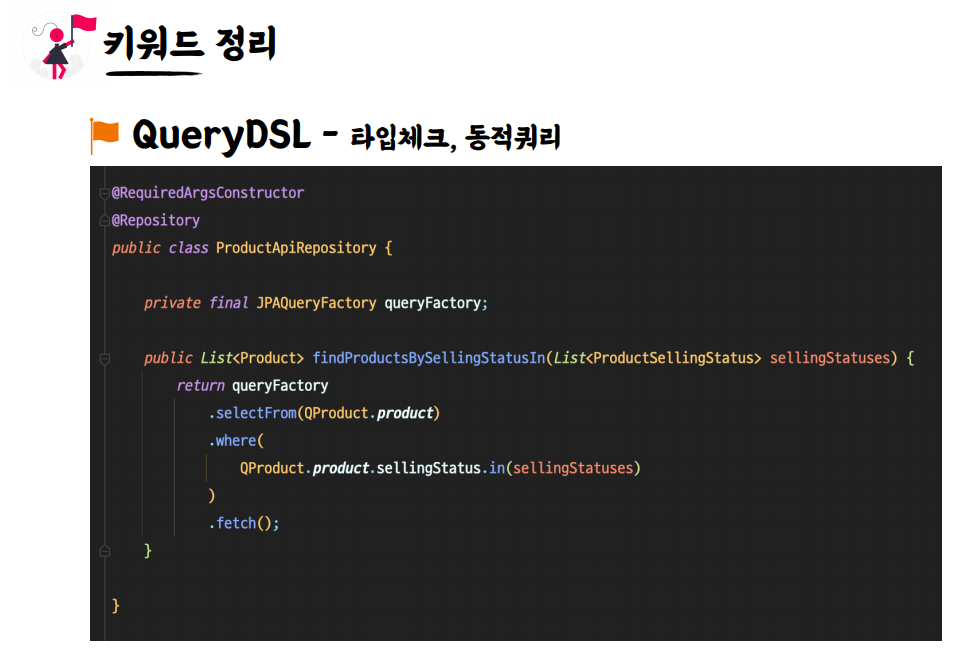 키워드 정리
QueryDSL - 타입체크, 동적쿼리
@RequiredArgsConstructor
@Repository
public class ProductApiRepository {
private final JPAQueryFactory queryFactory;
public List<Product> findProductsBySellingStatusIn(List<ProductSellingStatus> sellingStatuses) {
return queryFactory
.selectFrom(QProduct.product)
.where(
QProduct.product.sellingStatus.in(sellingStatuses)
)
.fetch();
}
}